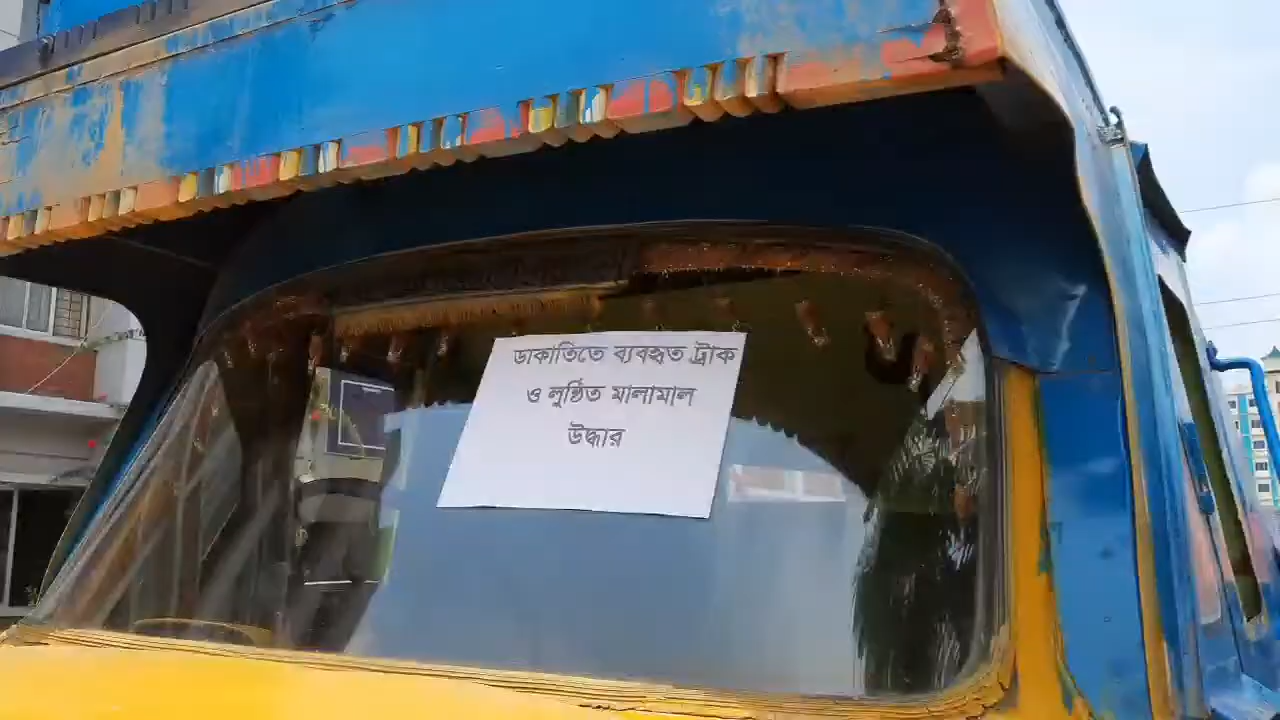 ডাকাতিতে ব্যবহৃত ট্রাক
ও লুন্ঠিত মালামাল
উদ্ধার